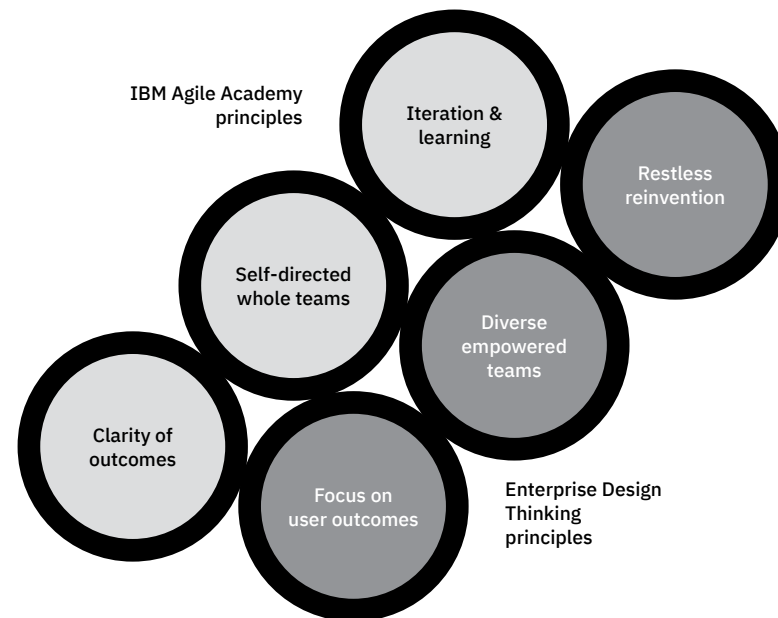 IBM Agile Academy
principles
Iteration &
learning
Restless
reinvention
Self-directed
whole teams
Diverse
empowered
teams
Clarity of
outcomes
Focus on
user outcomes
Enterprise Design
Thinking
principles